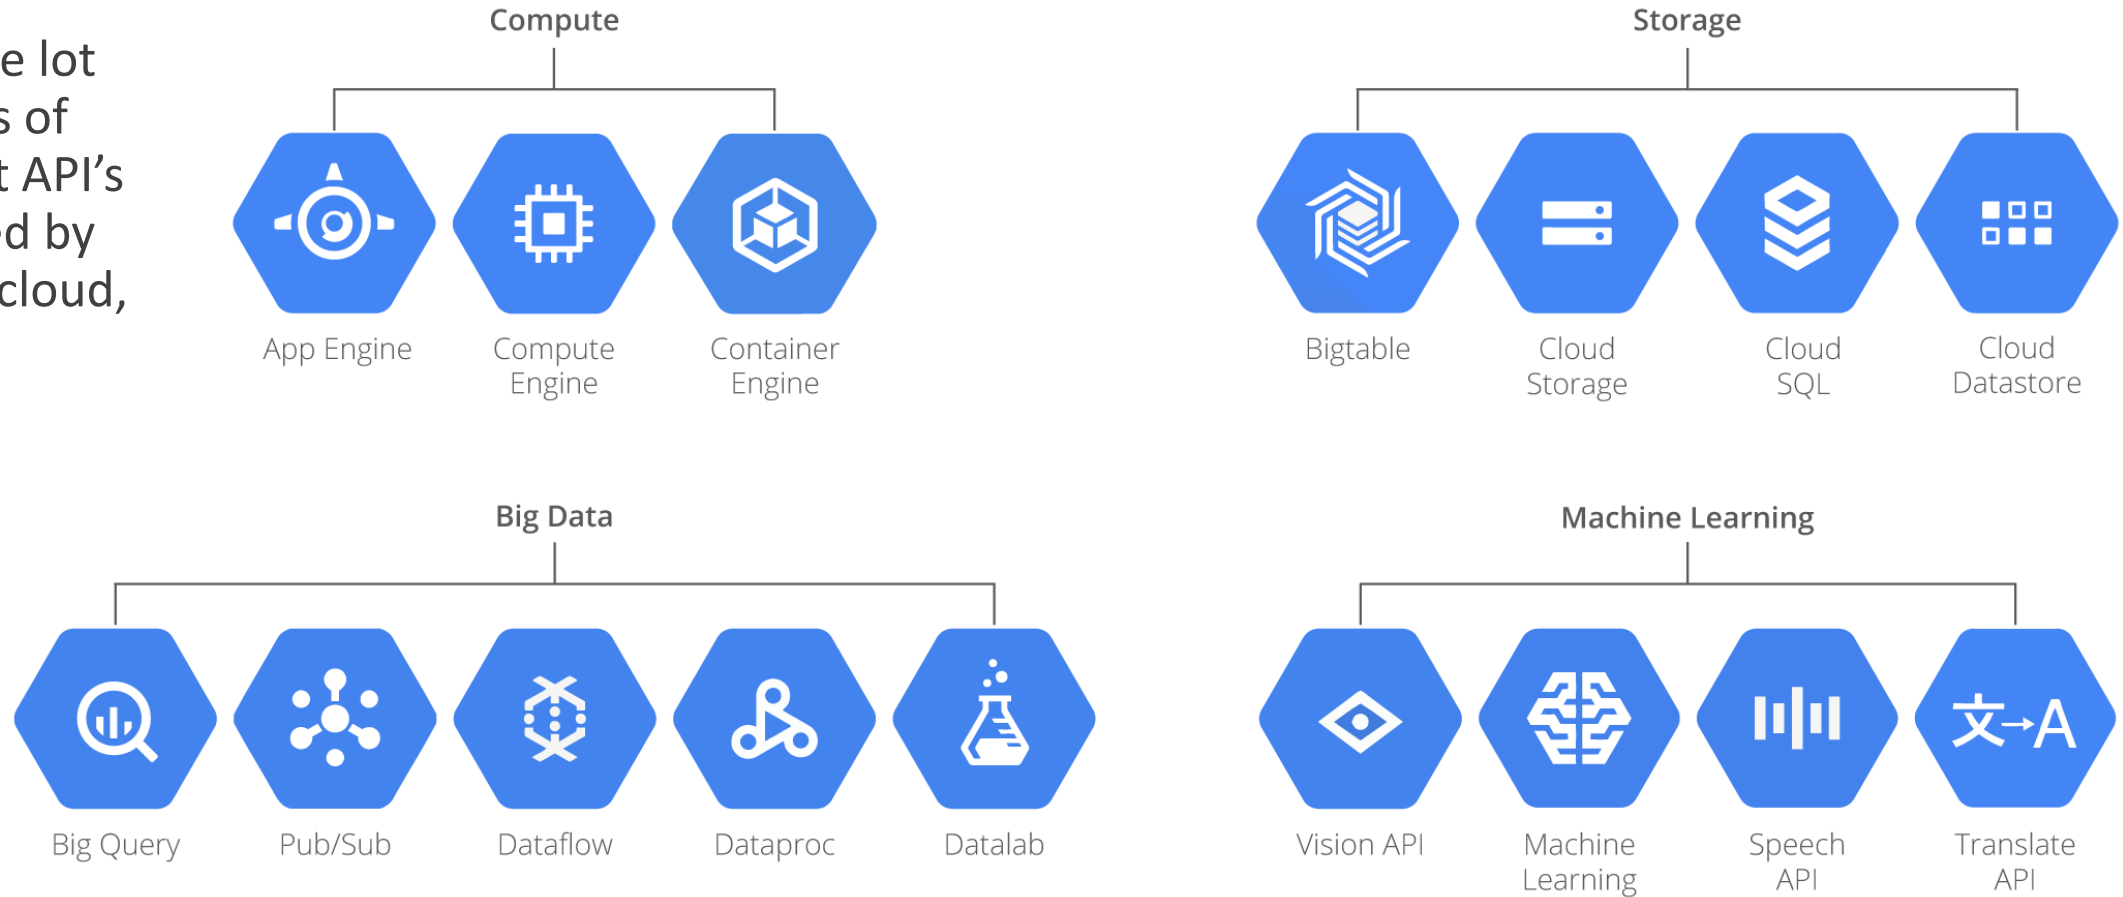 e lot
s of
t API’s
ed by
cloud,
Compute
App Engine
Compute
Engine
Container
Engine
Storage
Bigtable
Cloud
Storage
Cloud
SQL
Cloud
Datastore
Big Data
Big Query
Pub/Sub
Dataflow
Dataproc
Datalab
Machine Learning
Vision API
Machine
Learning
Speech
API
文→A
Translate
API